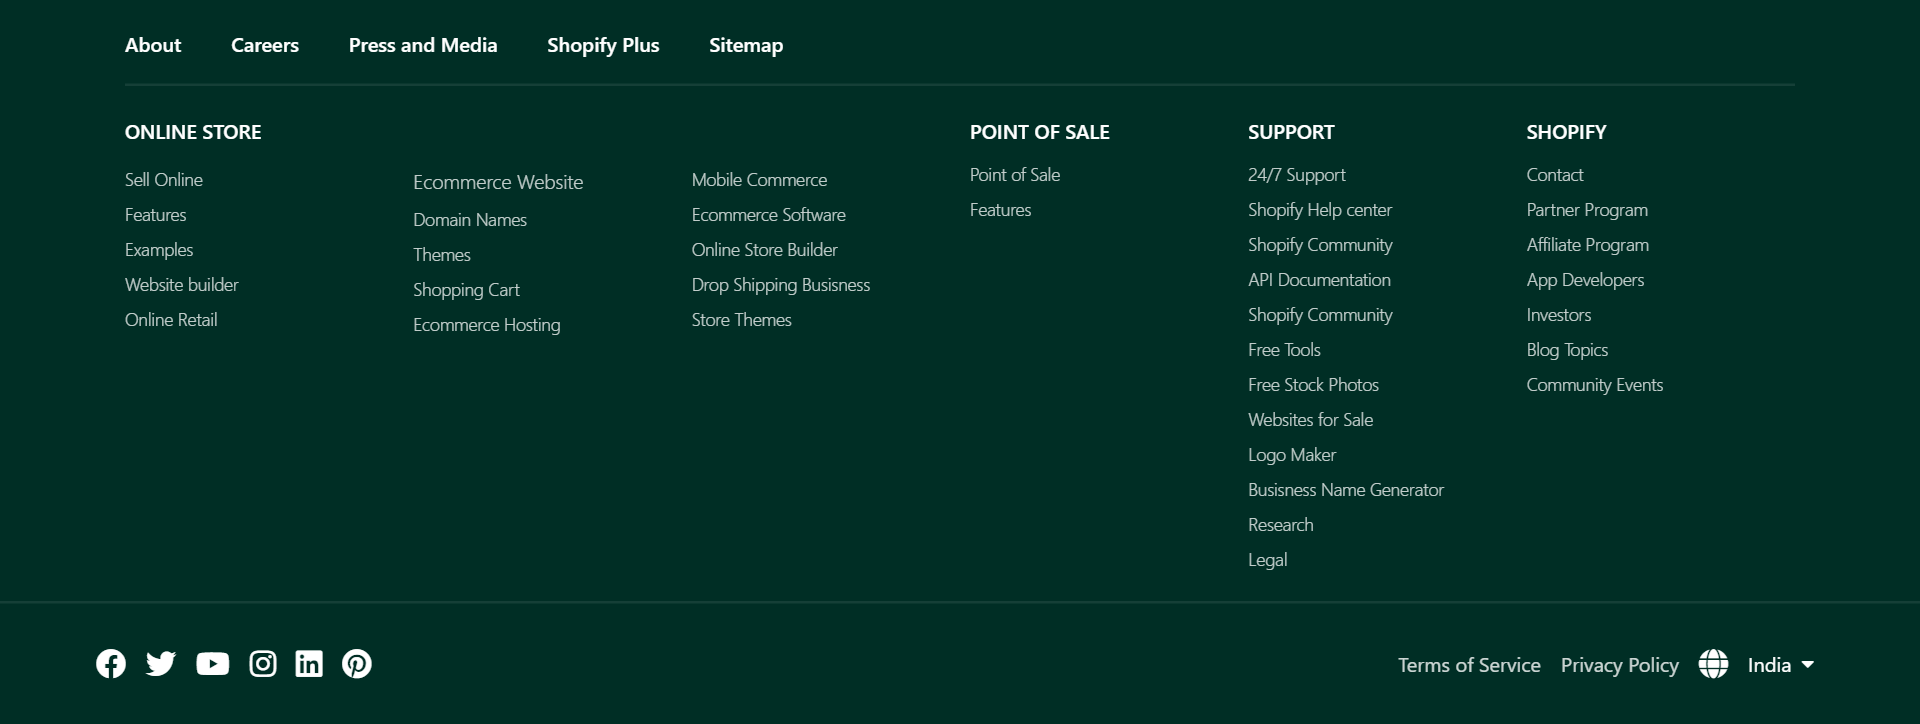 About Careers Press and Media Shopify Plus Sitemap
ONLINE STORE
Sell Online
Features
Examples
Website builder
Online Retail
Ecommerce Website
Domain Names
Themes
Shopping Cart
Ecommerce Hosting
Mobile Commerce
Ecommerce Software
Online Store Builder
Drop Shipping Busisness
Store Themes
POINT OF SALE
Point of Sale
Features
SUPPORT
24/7 Support
Shopify Help center
Shopify Community
API Documentation
Shopify Community
Free Tools
Free Stock Photos
Websites for Sale
Logo Maker
Busisness Name Generator
Research
Legal
SHOPIFY
Contact
Partner Program
Affiliate Program
App Developers
Investors
Blog Topics
Community Events
Terms of Service Privacy Policy India